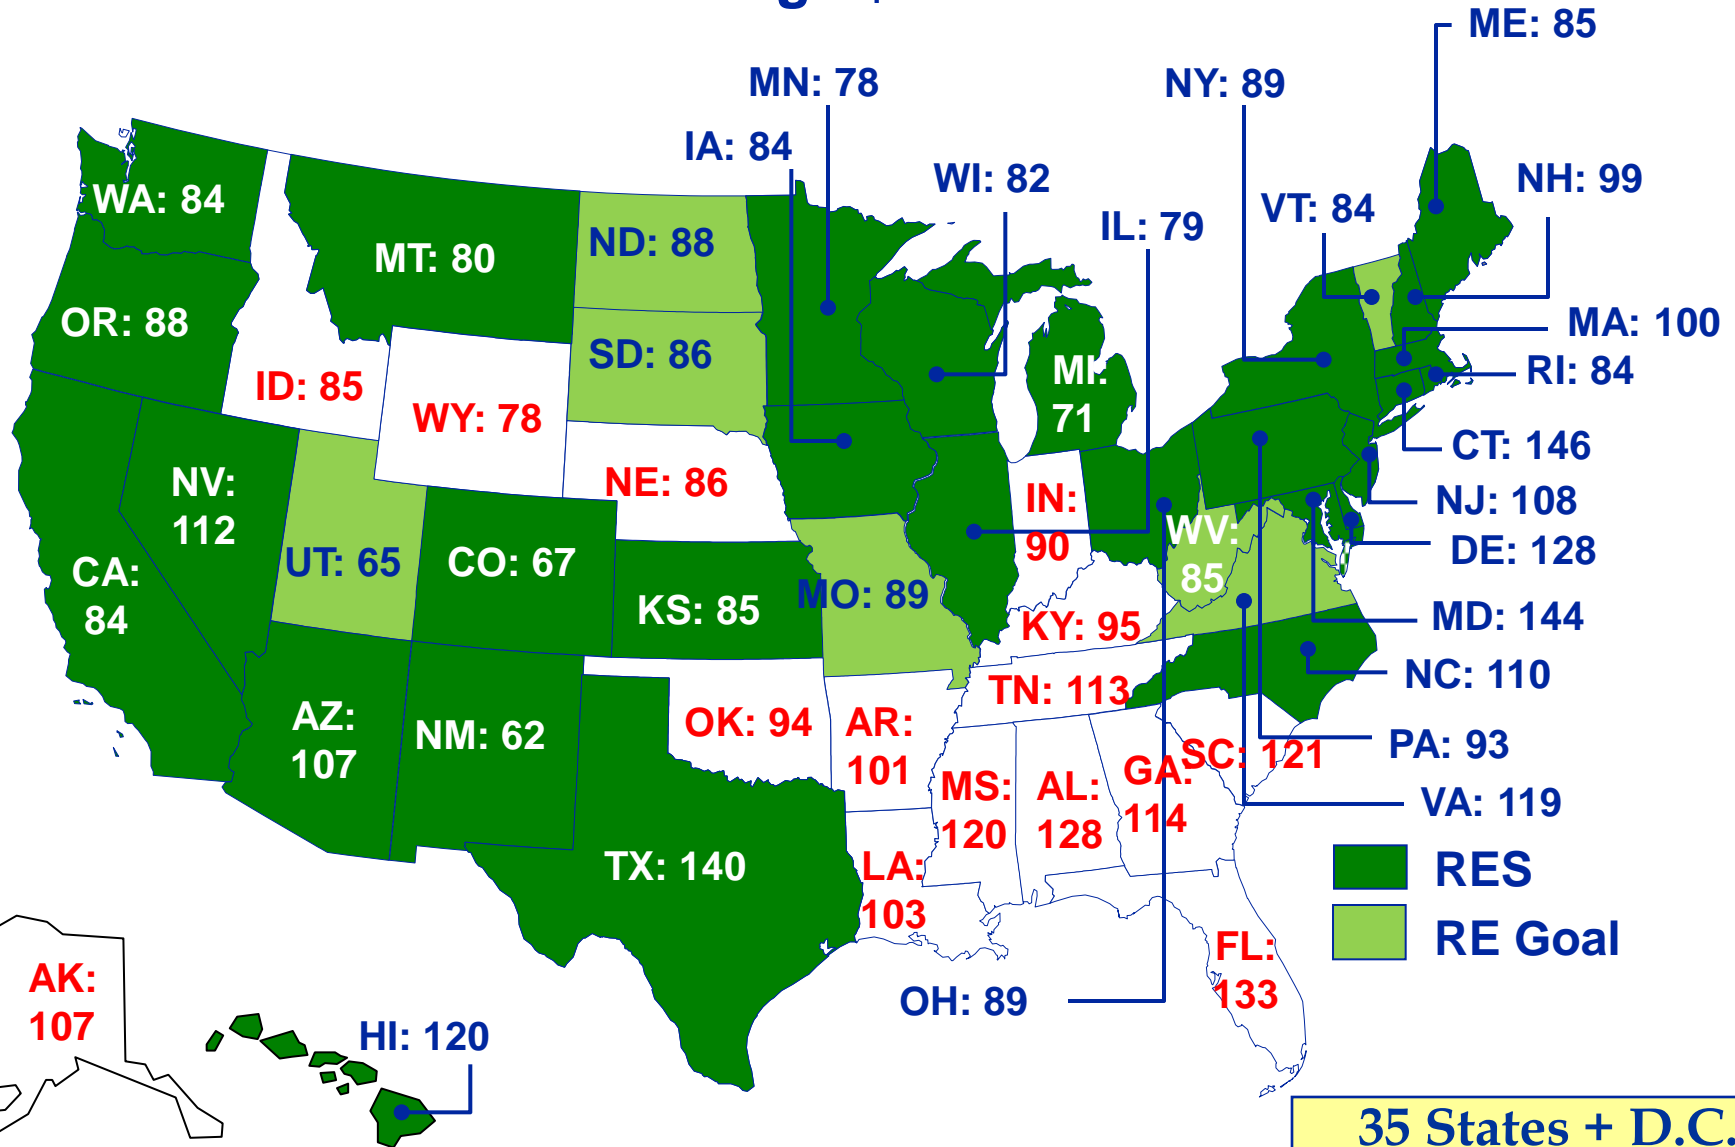 ME: 85
MN: 78
NY: 89
IA: 84
WI: 82
NH: 99
VT: 84
IL: 79
WA: 84
MT: 80
ND: 88
OR: 88
MA: 100
SD: 86
RI: 84
ID: 85
MI:
71
WY: 78
CT: 146
NV:
112
NE: 86
IN:
90
NJ: 108
WV:
85
DE: 128
UT: 65
CO: 67
CA:
84
MO: 89
KS: 85
KY: 95
MD: 144
NC: 110
TN: 113
AZ:
107
NM: 62
OK: 94
AR:
101
SC: 121
PA: 93
GA:
114
MS:
120
AL:
128
VA: 119
TX: 140
LA:
103
RES
RE Goal
FL:
133
AK:
107
OH: 89
HI: 120
35 States + D.C.